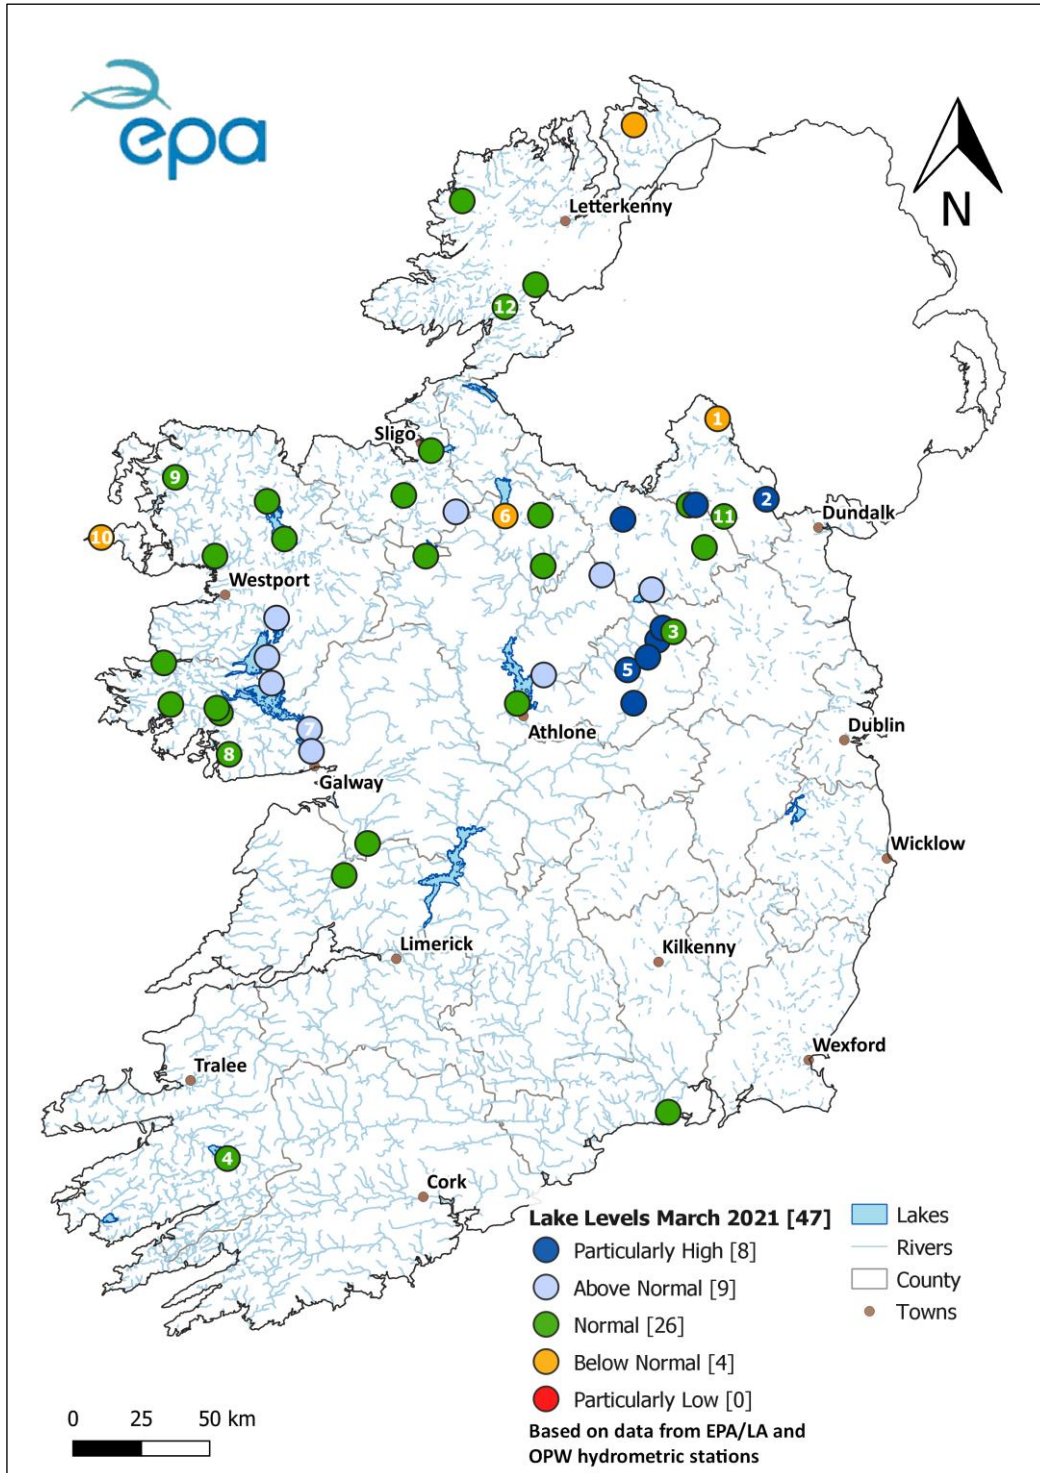 epa
N
Letterkenny
12
1
Sligo
9
2
6
11
Dundalk
10
Westport
3
5
Athlone
7
Dublin
8
Galway
Wicklow
Limerick
Kilkenny
Wexford
Tralee
4
Cork
Lake Levels March 2021 [47]
Particularly High [8]
Above Normal [9]
Normal [26]
Below Normal [4]
Particularly Low [0]
Based on data from EPA/LA and
OPW hydrometric stations
Lakes
Rivers
County
Towns
0 25 50 km